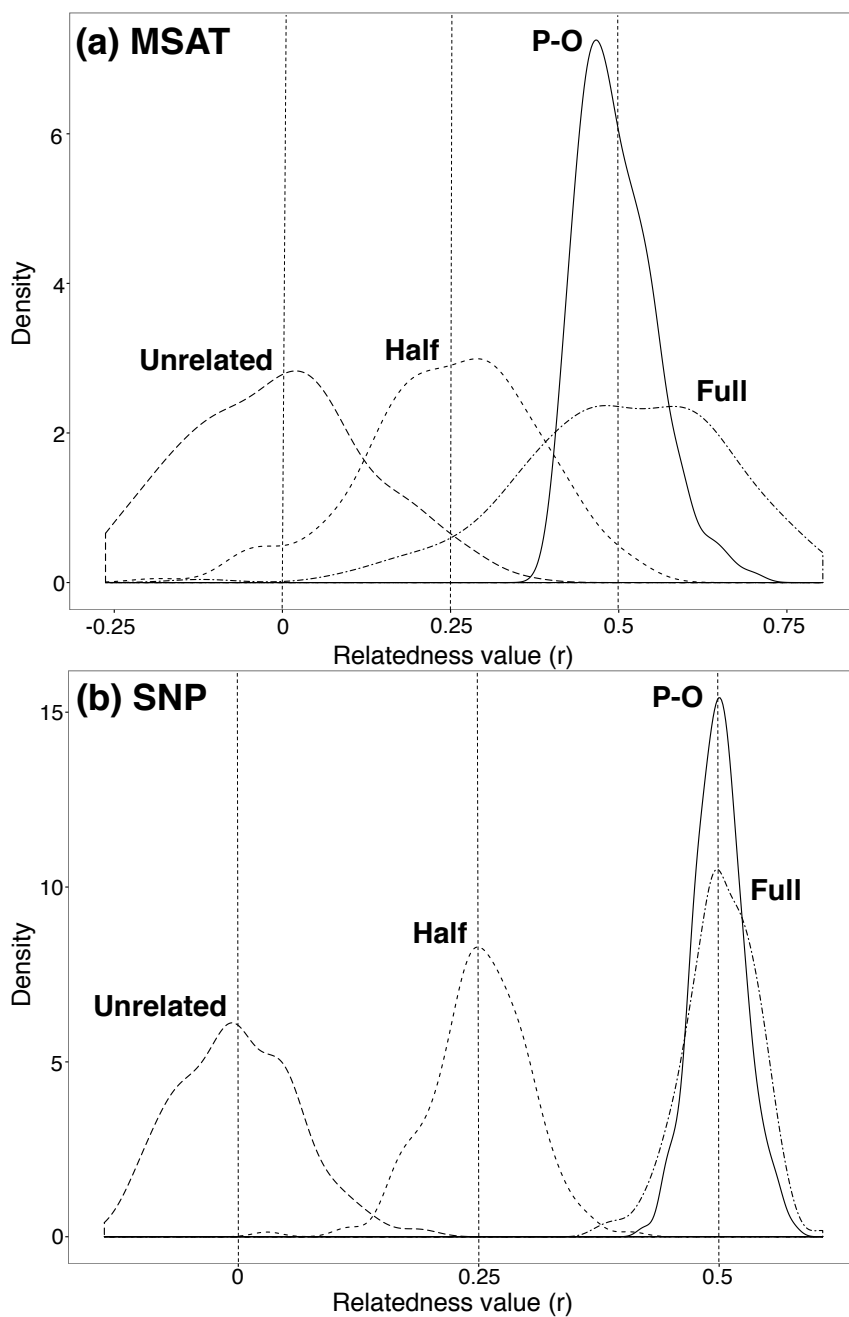 (a) MSAT
P-O
6
4
2
0
Density
Unrelated
Half
Full
-0.25
0
0.25
0.5
0.75
Relatedness value (r)
(b) SNP
P-O
15
10
5
0
Density
Unrelated
Half
Full
0
0.25
0.5
Relatedness value (r)